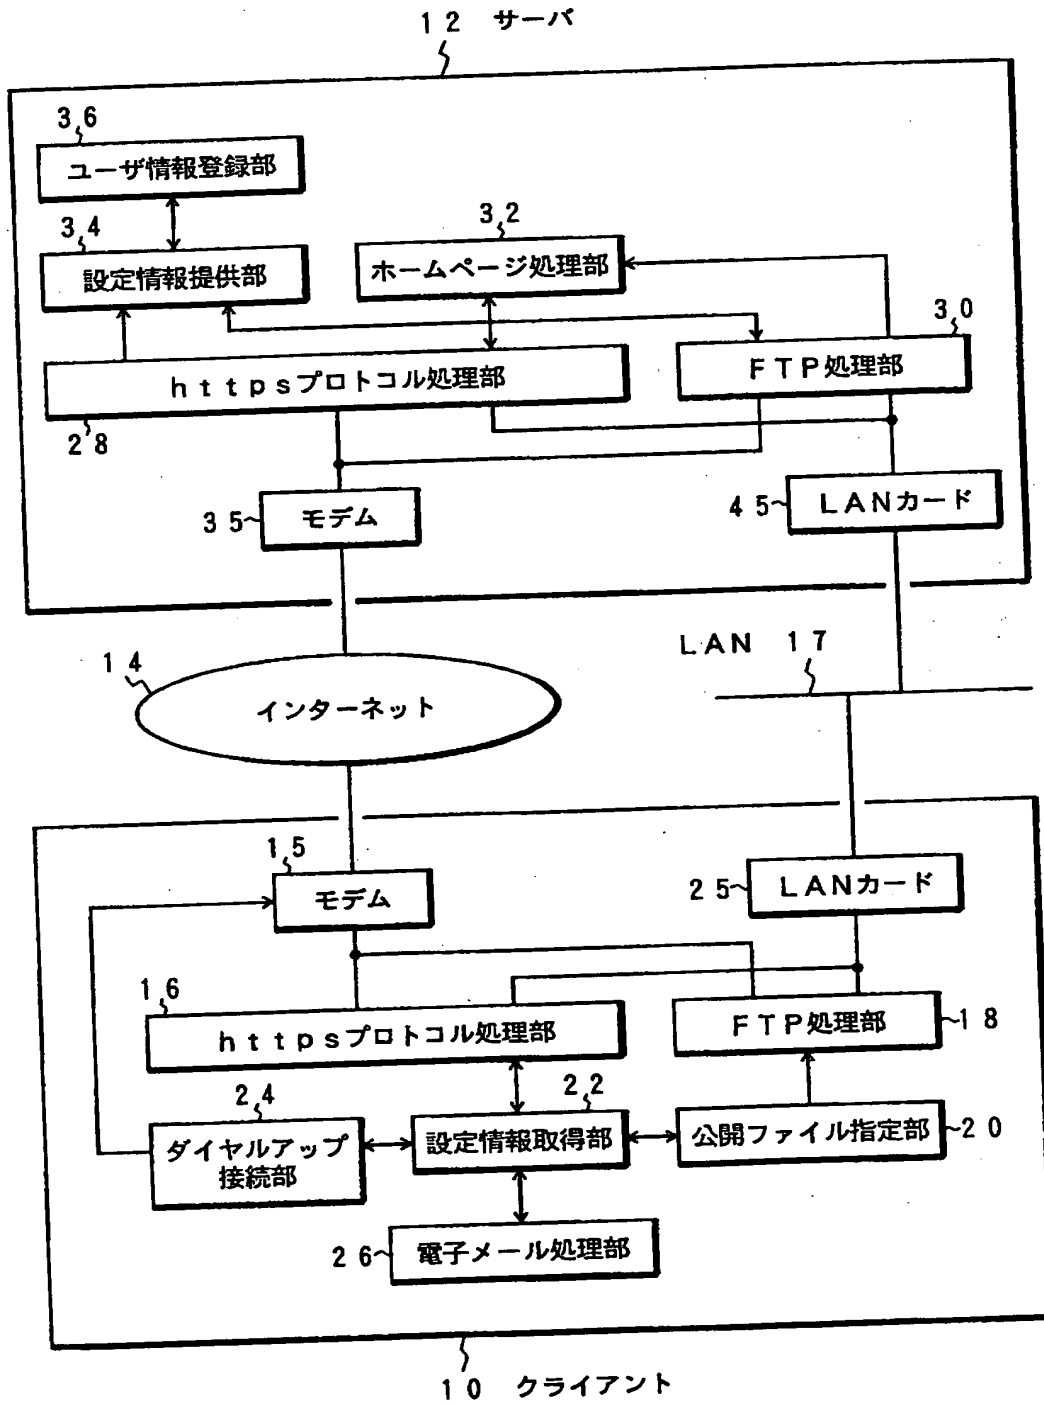 １２ サーバ
３６
ユーザ情報登録部
３４
設定情報提供部
３２
ホームページ処理部
３０
ＦＴＰ処理部
ｈｔｔｐｓプロトコル処理部
２８
３５
モデム
４５
ＬＡＮカード
ＬＡＮ １７
１４
インターネット
１５
モデム
２５
ＬＡＮカード
１６
ｈｔｔｐｓプロトコル処理部
ＦＴＰ処理部
１８
２４
ダイヤルアップ
接続部
２２
設定情報取得部
公開ファイル指定部
２０
２６
電子メール処理部
１０ クライアント